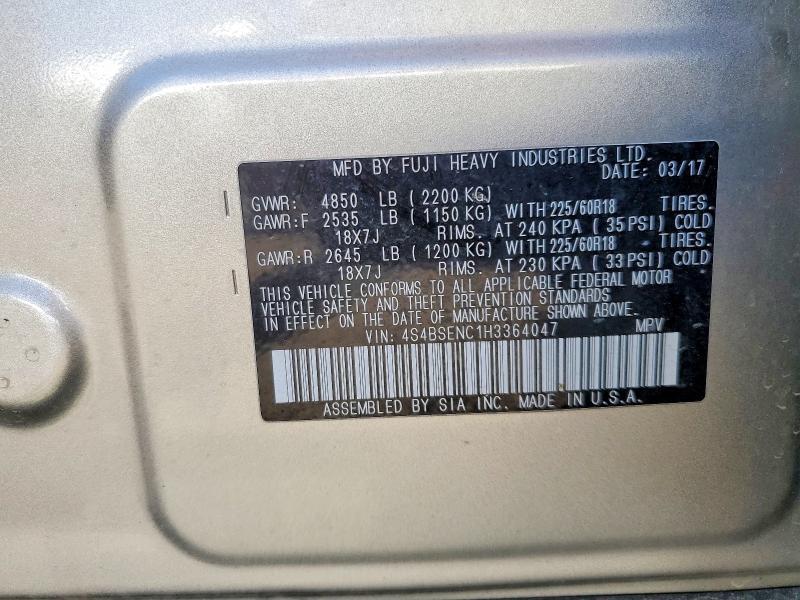 MFD BY FUJI HEAVY INDUSTRIES LTD.
DATE: 03/17
GVWR: 4850 LB ( 2200 KG)
GAWR:F 2535 LB ( 1150 KG) WITH 225/60R18 TIRES.
18X7J RIMS. AT 240 KPA ( 35 PSI) COLD
GAWR:R 2645 LB ( 1200 KG) WITH 225/60R18 TIRES.
18X7J RIMS. AT 230 KPA ( 33 PSI) COLD
THIS VEHICLE CONFORMS TO ALL APPLICABLE FEDERAL MOTOR
VEHICLE SAFETY AND THEFT PREVENTION STANDARDS
IN EFFECT ON THE DATE OF MANUFACTURE SHOWN ABOVE.
VIN: 4S4BSENC1H3364047 MPV
ASSEMBLED BY SIA INC. MADE IN U.S.A.